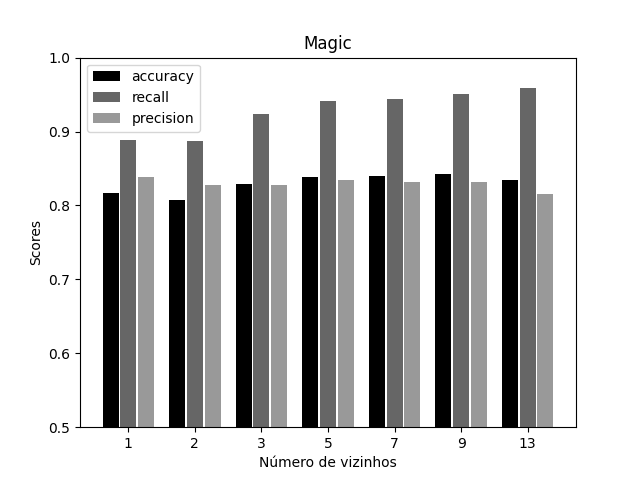 Magic
accuracy
recall
precision
Scores
1.0
0.9
0.8
0.7
0.6
0.5
1 2 3 5 7 9 13
Número de vizinhos